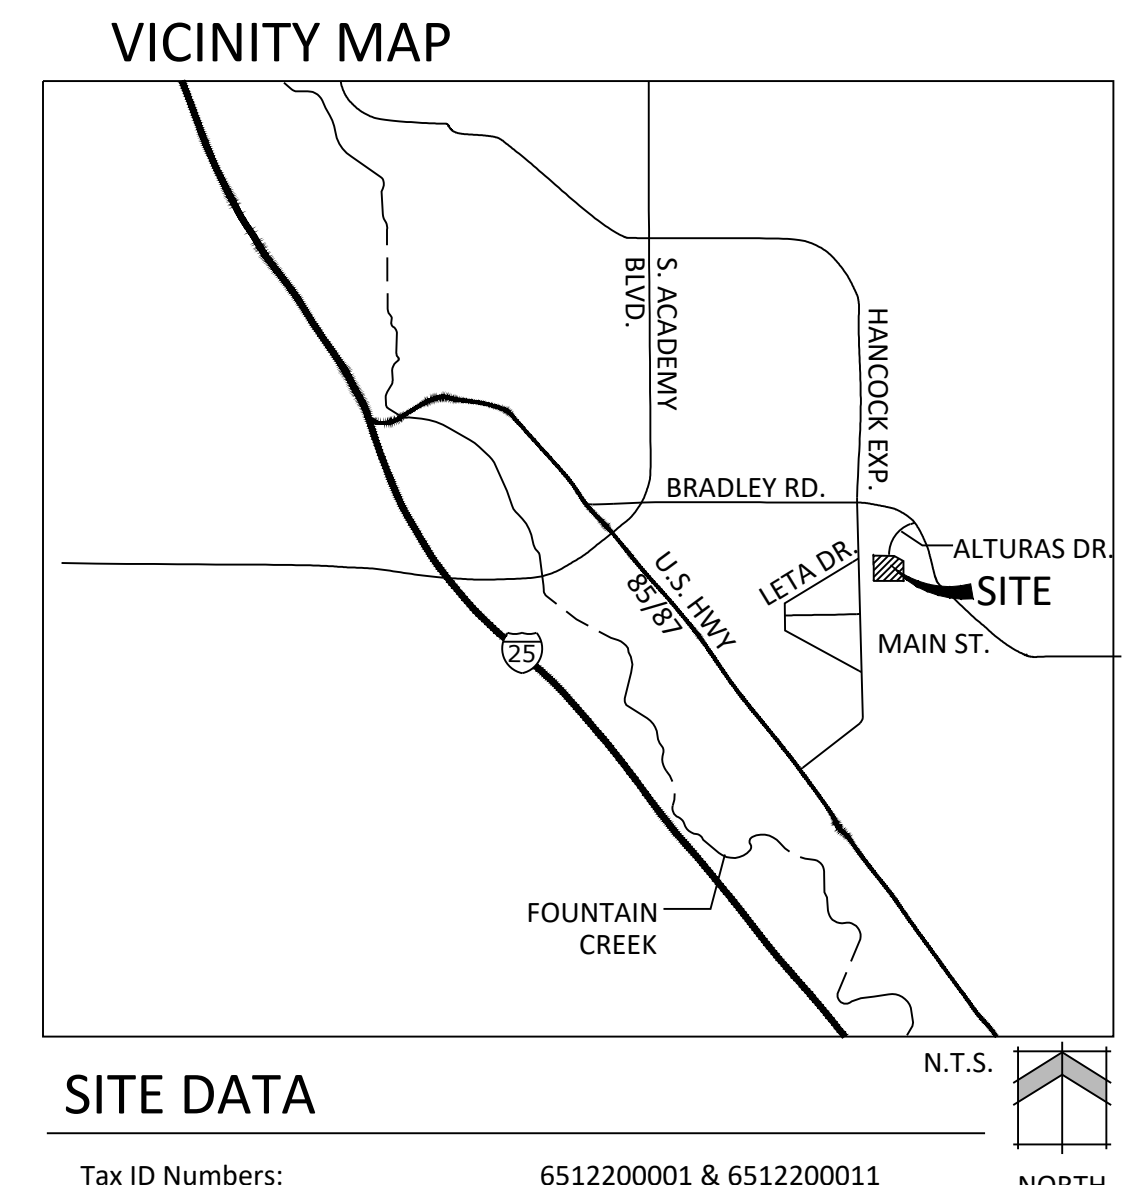 VICINITY MAP
S. ACADEMY
BLVD.
HANCOCK EXP.
BRADLEY RD.
ALTURAS DR.
LETA DR.
SITE
U.S. HWY
85/87
MAIN ST.
25
FOUNTAIN
CREEK
N.T.S.
SITE DATA
Tax ID Numbers: 6512200001 & 6512200011
NORTH